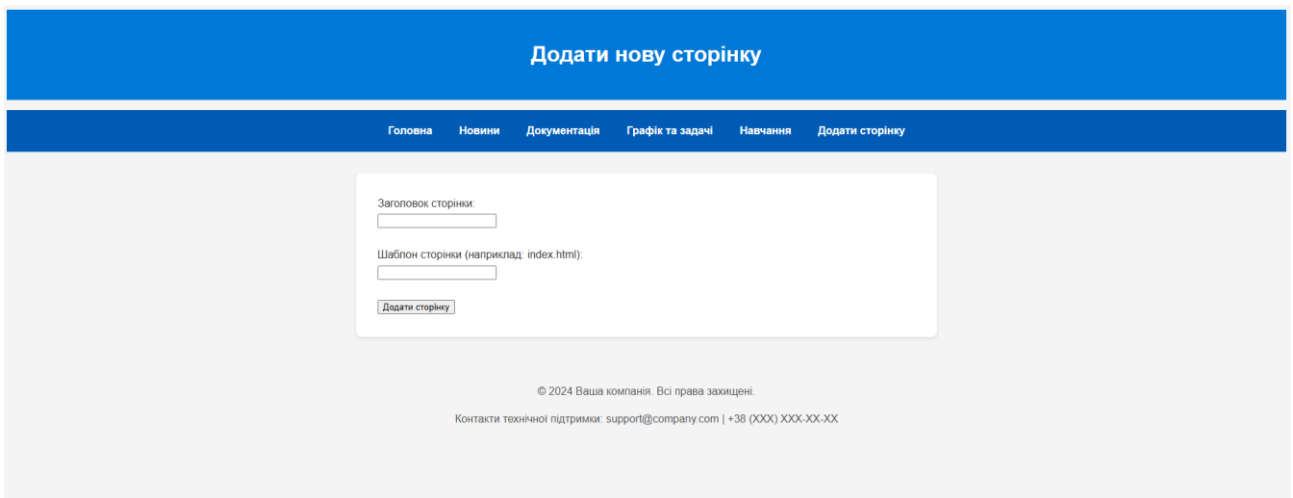 Додати нову сторінку
Головна Новини Документація Графік та задачі Навчання Додати сторінку
Заголовок сторінки:
Шаблон сторінки (наприклад: index.html):
Додати сторінку
© 2024 Ваша компанія. Всі права захищені.
Контакти технічної підтримки: support@company.com | +38 (XXX) XXX-XX-XX